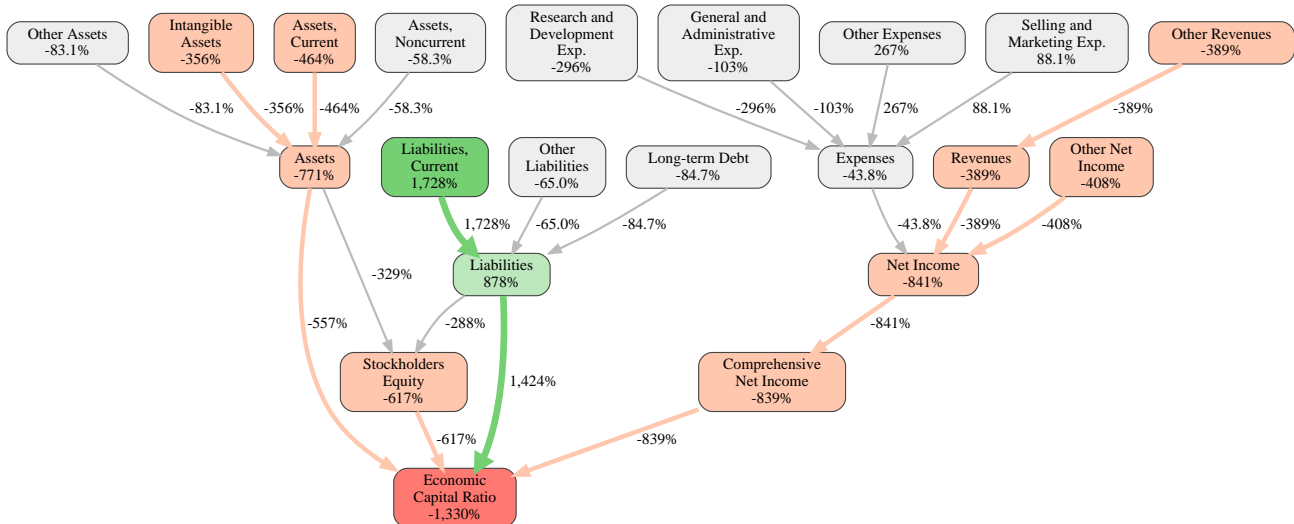 Other Assets
-83.1%
Intangible
Assets
-356%
Assets,
Current
-464%
Assets,
Noncurrent
-58.3%
Research and
Development
Exp.
-296%
General and
Administrative
Exp.
-103%
Other Expenses
267%
Selling and
Marketing Exp.
88.1%
Other Revenues
-389%
-83.1%
-356%
-464%
-58.3%
-296%
-103%
267%
88.1%
-389%
Assets
-771%
Liabilities,
Current
1,728%
Other
Liabilities
-65.0%
Long-term Debt
-84.7%
Expenses
-43.8%
Revenues
-389%
Other Net
Income
-408%
1,728%
-65.0%
-84.7%
-43.8%
-389%
-408%
Liabilities
878%
Net Income
-841%
-329%
-557%
-288%
-841%
Stockholders
Equity
-617%
1,424%
Comprehensive
Net Income
-839%
-617%
-839%
Economic
Capital Ratio
-1,330%